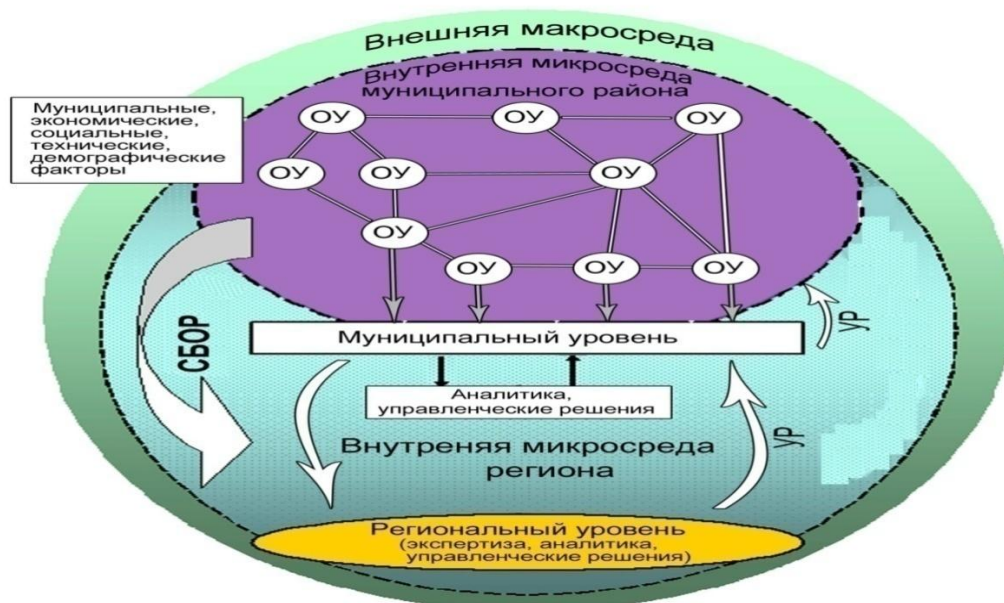 Внешняя макросреда
Внутренняя микросреда
муниципального района
Муниципальные,
экономические,
социальные,
технические,
демографические
факторы
ОУ
ОУ
ОУ
ОУ
ОУ
ОУ
ОУ
ОУ
ОУ
ОУ
СБОР
Муниципальный уровень
УР
Аналитика,
управленческие решения
Внутреняя микросреда
региона
УР
Региональный уровень
(экспертиза, аналитика,
управленческие решения)